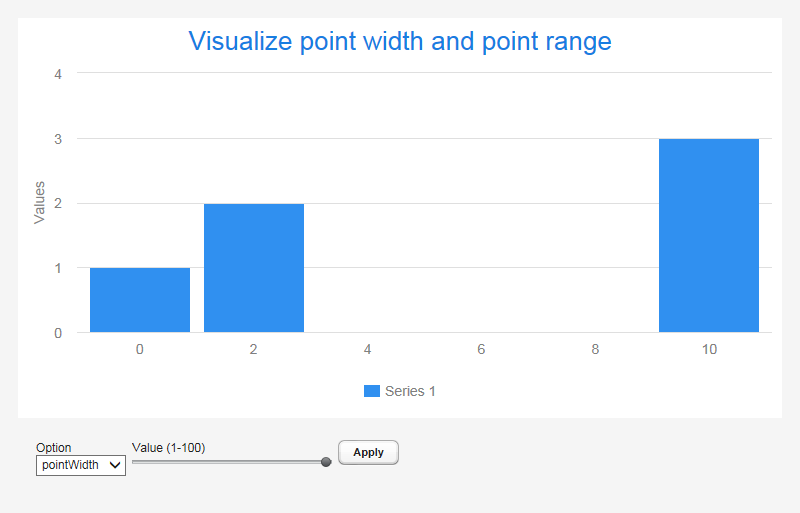 Visualize point width and point range
4
3
2
1
0
Values
0 2 4 6 8 10
Series 1
Option
pointWidth
Value (1-100)
Apply